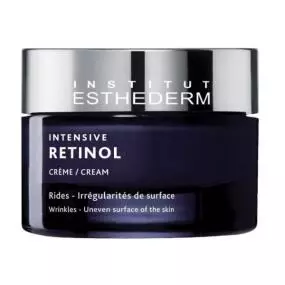 INSTITUT
ESTHEDERM
INTENSIVE
RETINOL
CRÈME / CREAM
Rides - Irrégularités de surface
Wrinkles - Uneven surface of the skin